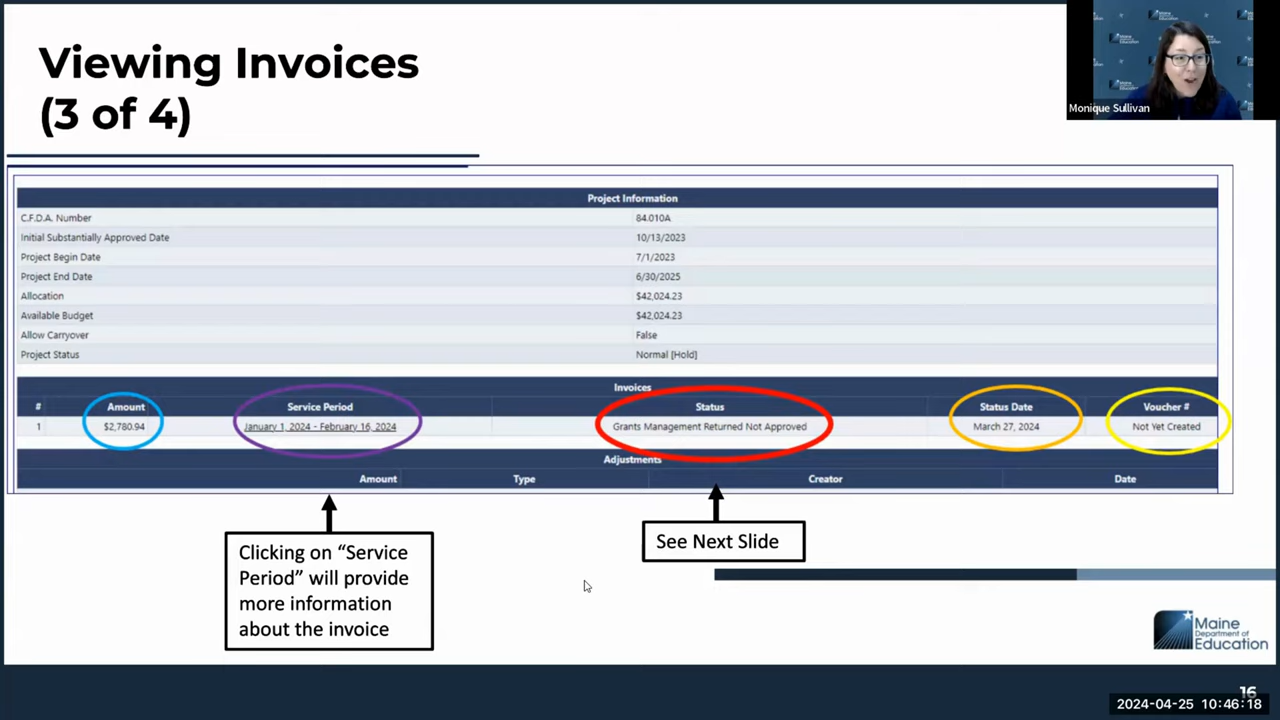 Viewing Invoices
(3 of 4)
Monique Sullivan
Project Information
C.F.D.A. Number 84.010A
Initial Substantially Approved Date 10/13/2023
Project Begin Date 7/1/2023
Project End Date 6/30/2025
Allocation $42,024.23
Available Budget $42,024.23
Allow Carryover False
Project Status Normal [Hold]
Invoices
# Amount Service Period Status Status Date Voucher #
1 $2,780.94 January 1, 2024 - February 16, 2024 Grants Management Returned Not Approved March 27, 2024 Not Yet Created
Adjustments
Amount Type Creator Date
Clicking on “Service
Period” will provide
more information
about the invoice
See Next Slide
Maine
Department of
Education
16
2024-04-25 10:46:18